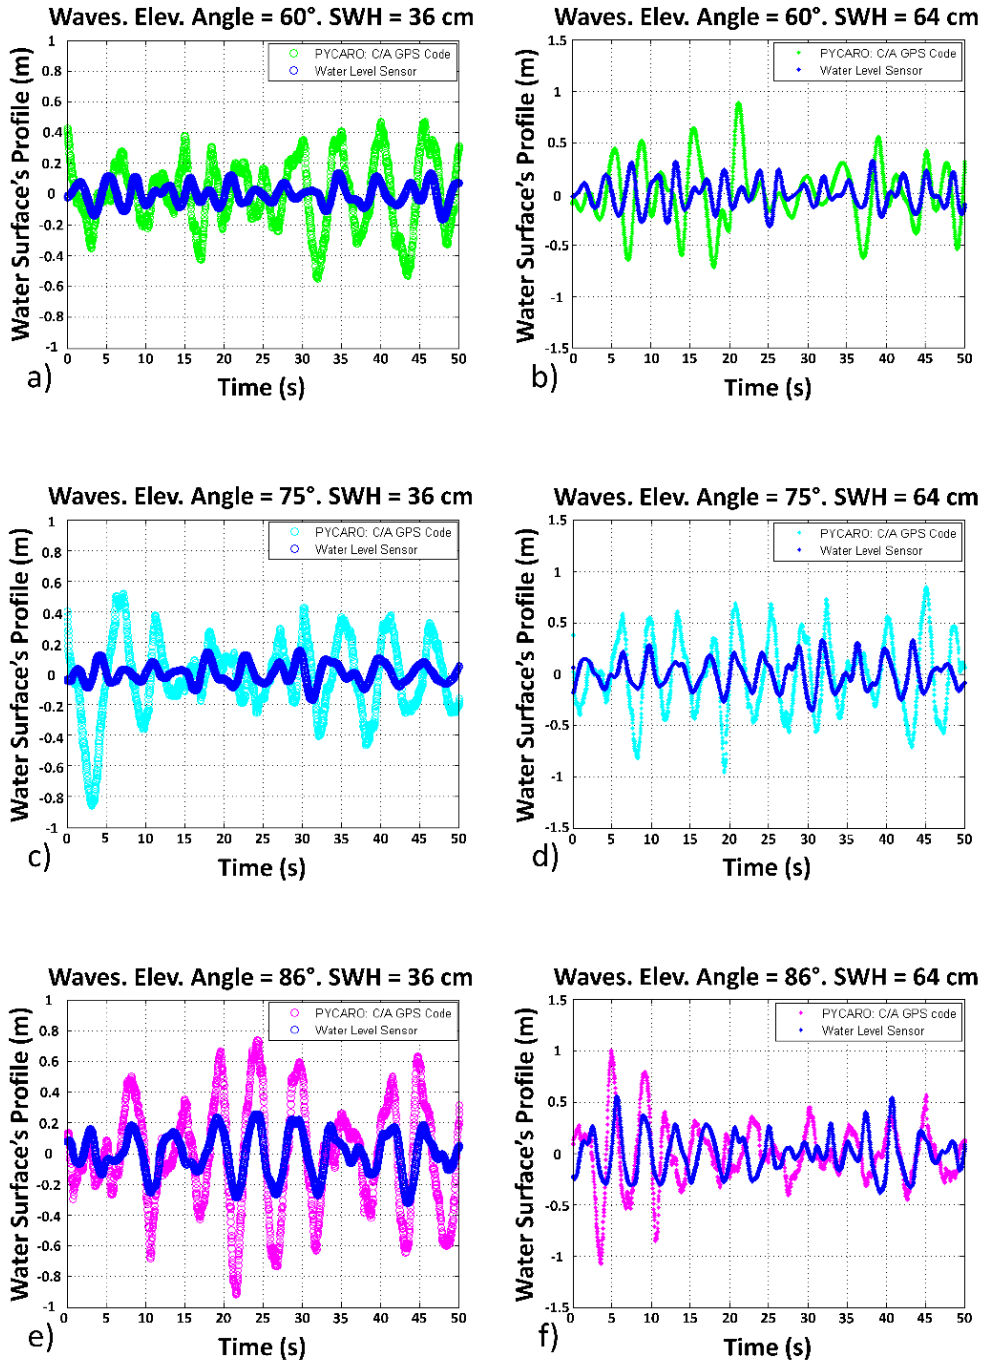 Waves. Elev. Angle = 60°. SWH = 36 cm
Water Surface's Profile (m)
1
0.8
0.6
0.4
0.2
0
-0.2
-0.4
-0.6
-0.8
-1
PYCARO: C/A GPS Code
Water Level Sensor
0 5 10 15 20 25 30 35 40 45 50
Time (s)
a)
Waves. Elev. Angle = 60°. SWH = 64 cm
Water Surface's Profile (m)
1.5
1
0.5
0
-0.5
-1
-1.5
PYCARO: C/A GPS Code
Water Level Sensor
0 5 10 15 20 25 30 35 40 45 50
Time (s)
b)
Waves. Elev. Angle = 75°. SWH = 36 cm
Water Surface's Profile (m)
1
0.8
0.6
0.4
0.2
0
-0.2
-0.4
-0.6
-0.8
-1
PYCARO: C/A GPS Code
Water Level Sensor
0 5 10 15 20 25 30 35 40 45 50
Time (s)
c)
Waves. Elev. Angle = 75°. SWH = 64 cm
Water Surface's Profile (m)
1.5
1
0.5
0
-0.5
-1
-1.5
PYCARO: C/A GPS Code
Water Level Sensor
0 5 10 15 20 25 30 35 40 45 50
Time (s)
d)
Waves. Elev. Angle = 86°. SWH = 36 cm
Water Surface's Profile (m)
1
0.8
0.6
0.4
0.2
0
-0.2
-0.4
-0.6
-0.8
-1
PYCARO: C/A GPS Code
Water Level Sensor
0 5 10 15 20 25 30 35 40 45 50
Time (s)
e)
Waves. Elev. Angle = 86°. SWH = 64 cm
Water Surface's Profile (m)
1.5
1
0.5
0
-0.5
-1
-1.5
PYCARO: C/A GPS code
Water Level Sensor
0 5 10 15 20 25 30 35 40 45 50
Time (s)
f)